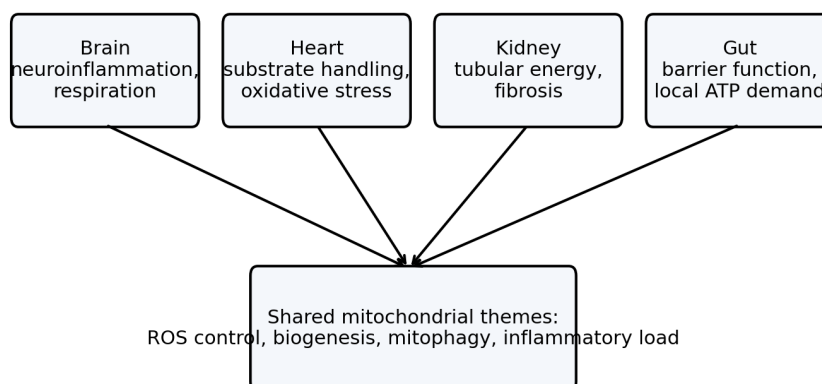 Brain
neuroinflammation,
respiration
Heart
substrate handling,
oxidative stress
Kidney
tubular energy,
fibrosis
Gut
barrier function,
local ATP demand
Shared mitochondrial themes:
ROS control, biogenesis, mitophagy, inflammatory load